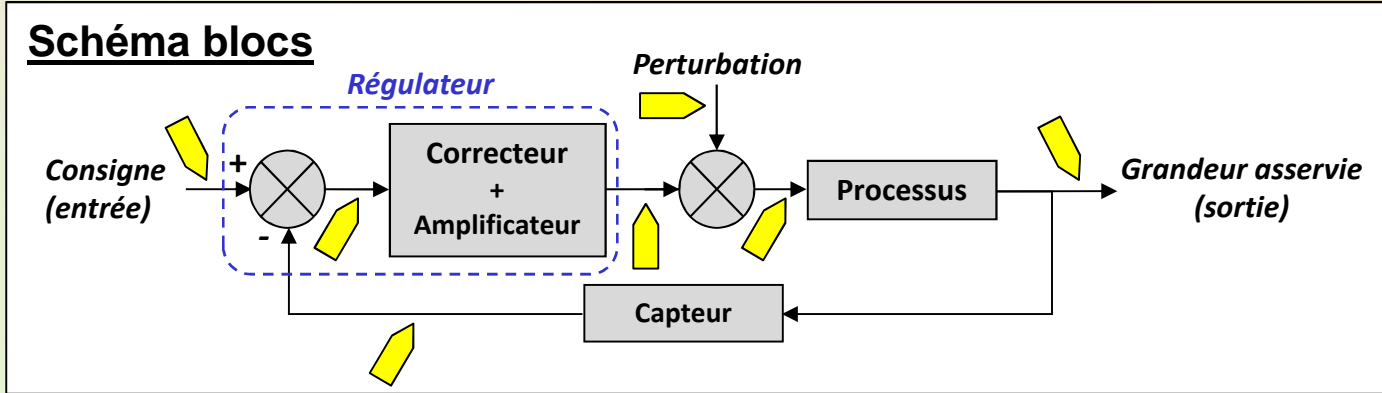 Schéma blocs
Perturbation
Régulateur
Consigne
(entrée)
+
-
Correcteur
+
Amplificateur
Processus
Grandeur asservie
(sortie)
Capteur